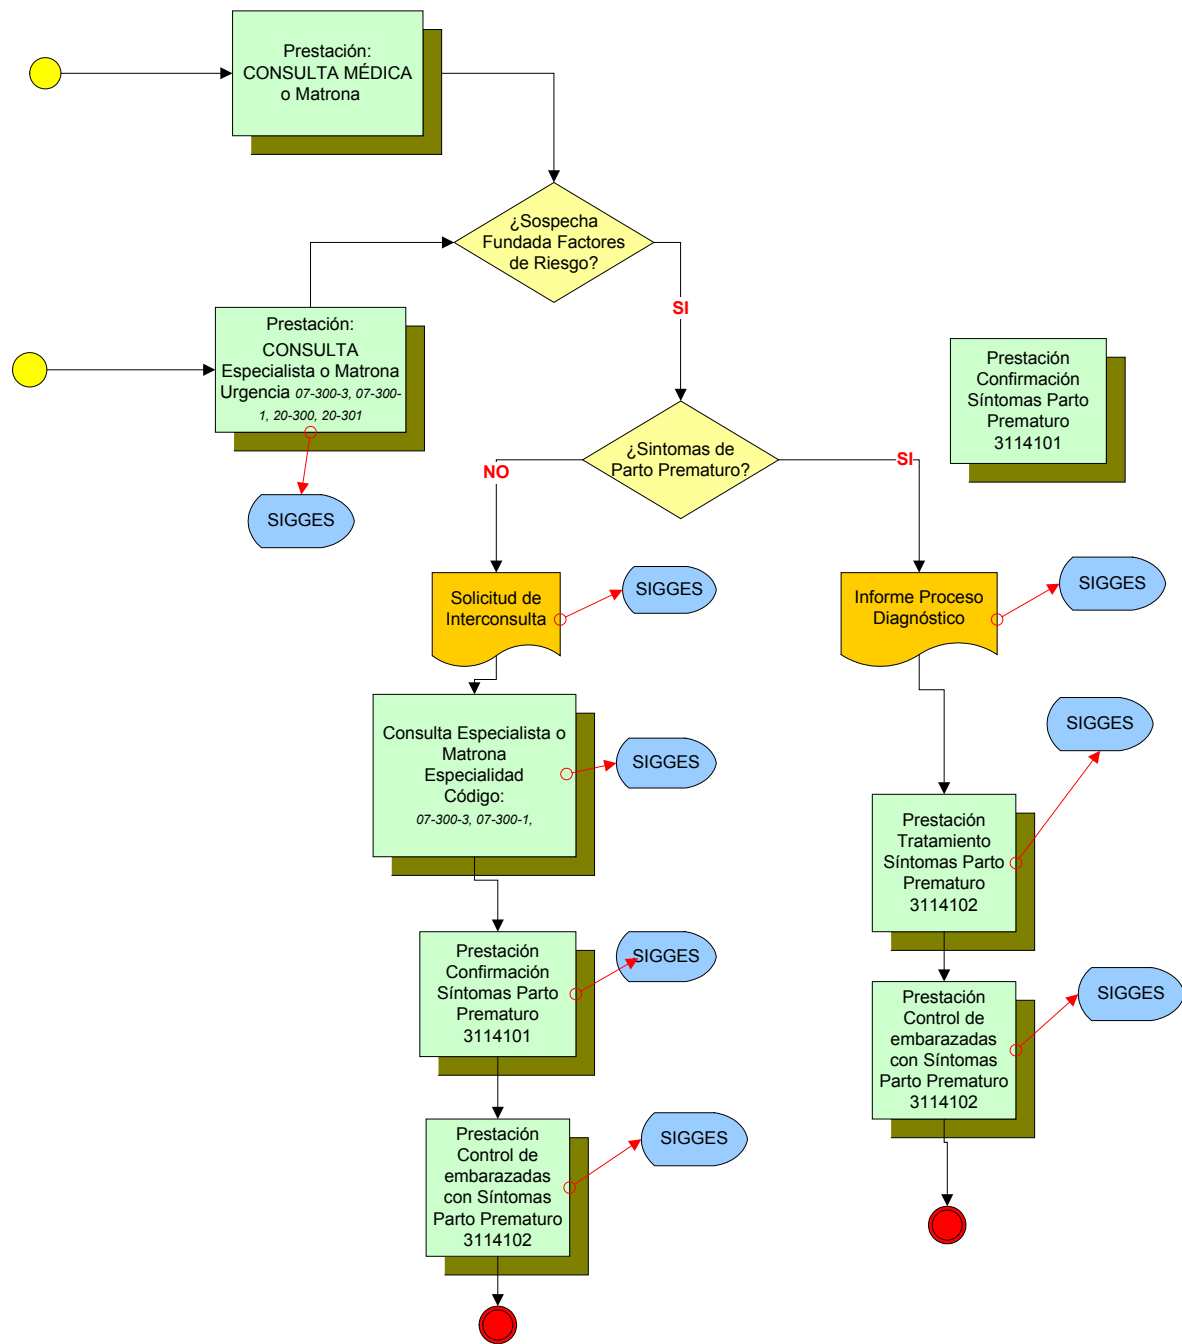 Prestación:
CONSULTA MÉDICA
o Matrona
¿Sospecha
Fundada Factores
de Riesgo?
SI
Prestación:
CONSULTA
Especialista o Matrona
Urgencia 07-300-3, 07-300-
1, 20-300, 20-301
SIGGES
Prestación
Confirmación
Síntomas Parto
Prematuro
3114101
¿Sintomas de
Parto Prematuro?
NO
SI
Solicitud de
Interconsulta
SIGGES
Informe Proceso
Diagnóstico
SIGGES
Consulta Especialista o
Matrona
Especialidad
Código:
07-300-3, 07-300-1,
SIGGES
SIGGES
Prestación
Tratamiento
Síntomas Parto
Prematuro
3114102
Prestación
Confirmación
Síntomas Parto
Prematuro
3114101
SIGGES
Prestación
Control de
embarazadas
con Síntomas
Parto Prematuro
3114102
SIGGES
Prestación
Control de
embarazadas
con Síntomas
Parto Prematuro
3114102
SIGGES